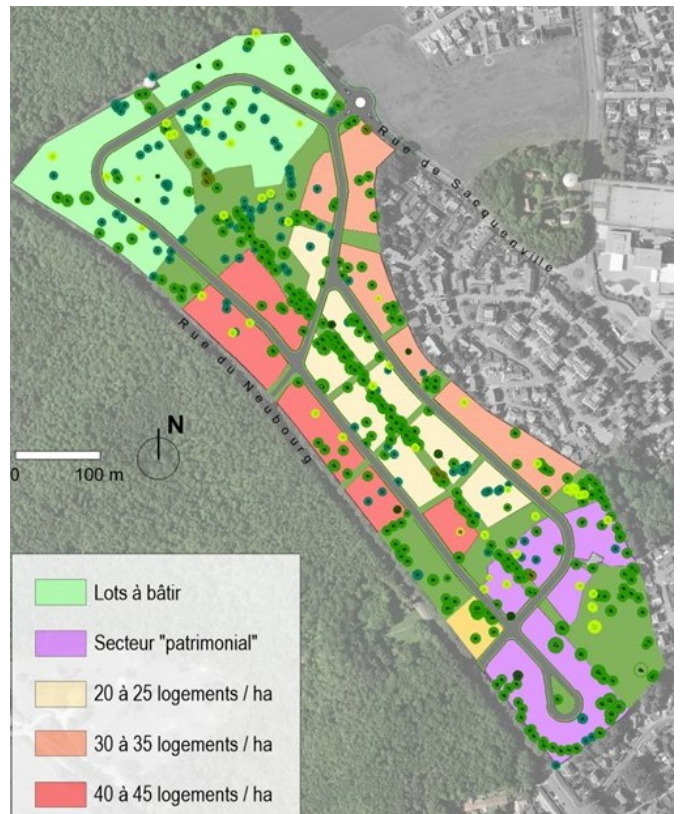 Rue de Sacquenville
Rue du Neubourg
N
0 100 m
Lots à bâtir
Secteur "patrimonial"
20 à 25 logements / ha
30 à 35 logements / ha
40 à 45 logements / ha